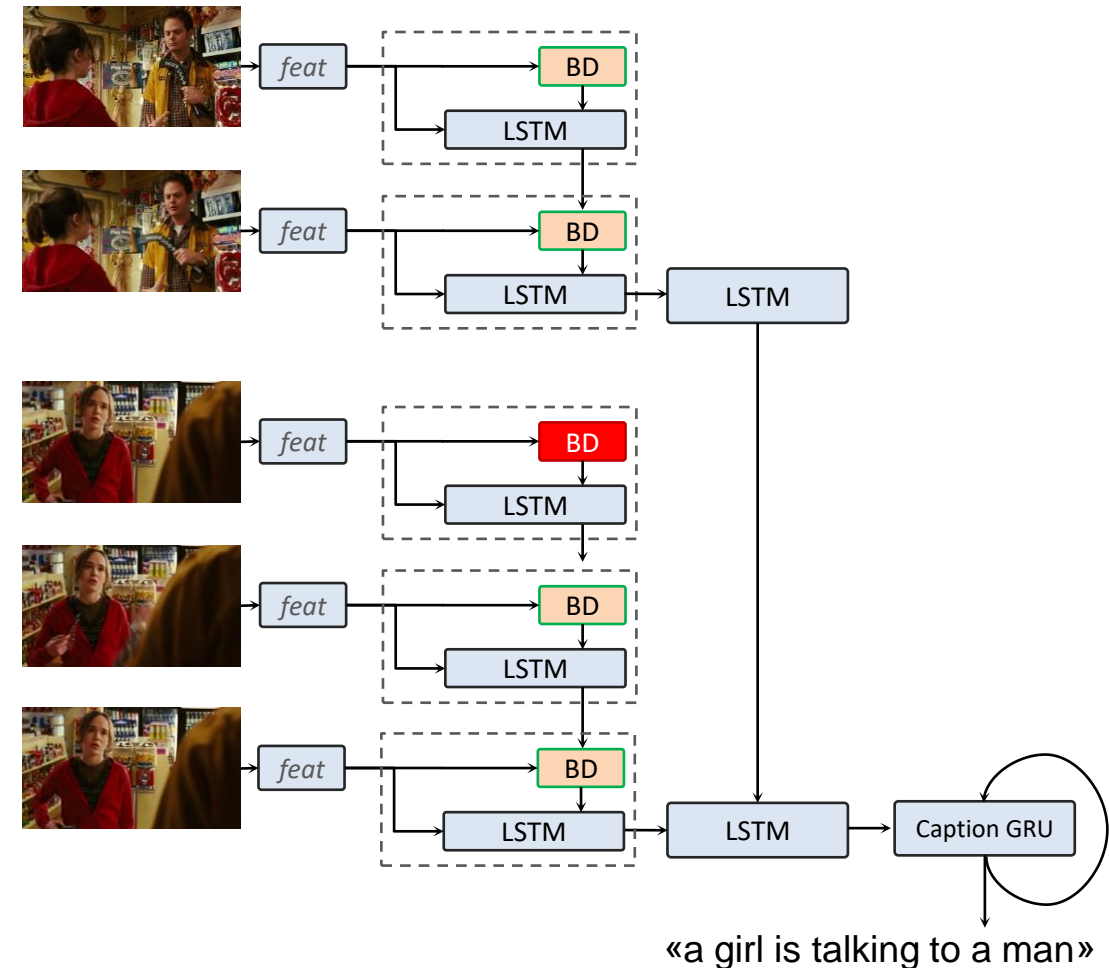 feat
BD
LSTM
feat
BD
LSTM
LSTM
feat
BD
LSTM
feat
BD
LSTM
feat
BD
LSTM
LSTM
Caption GRU
«a girl is talking to a man»